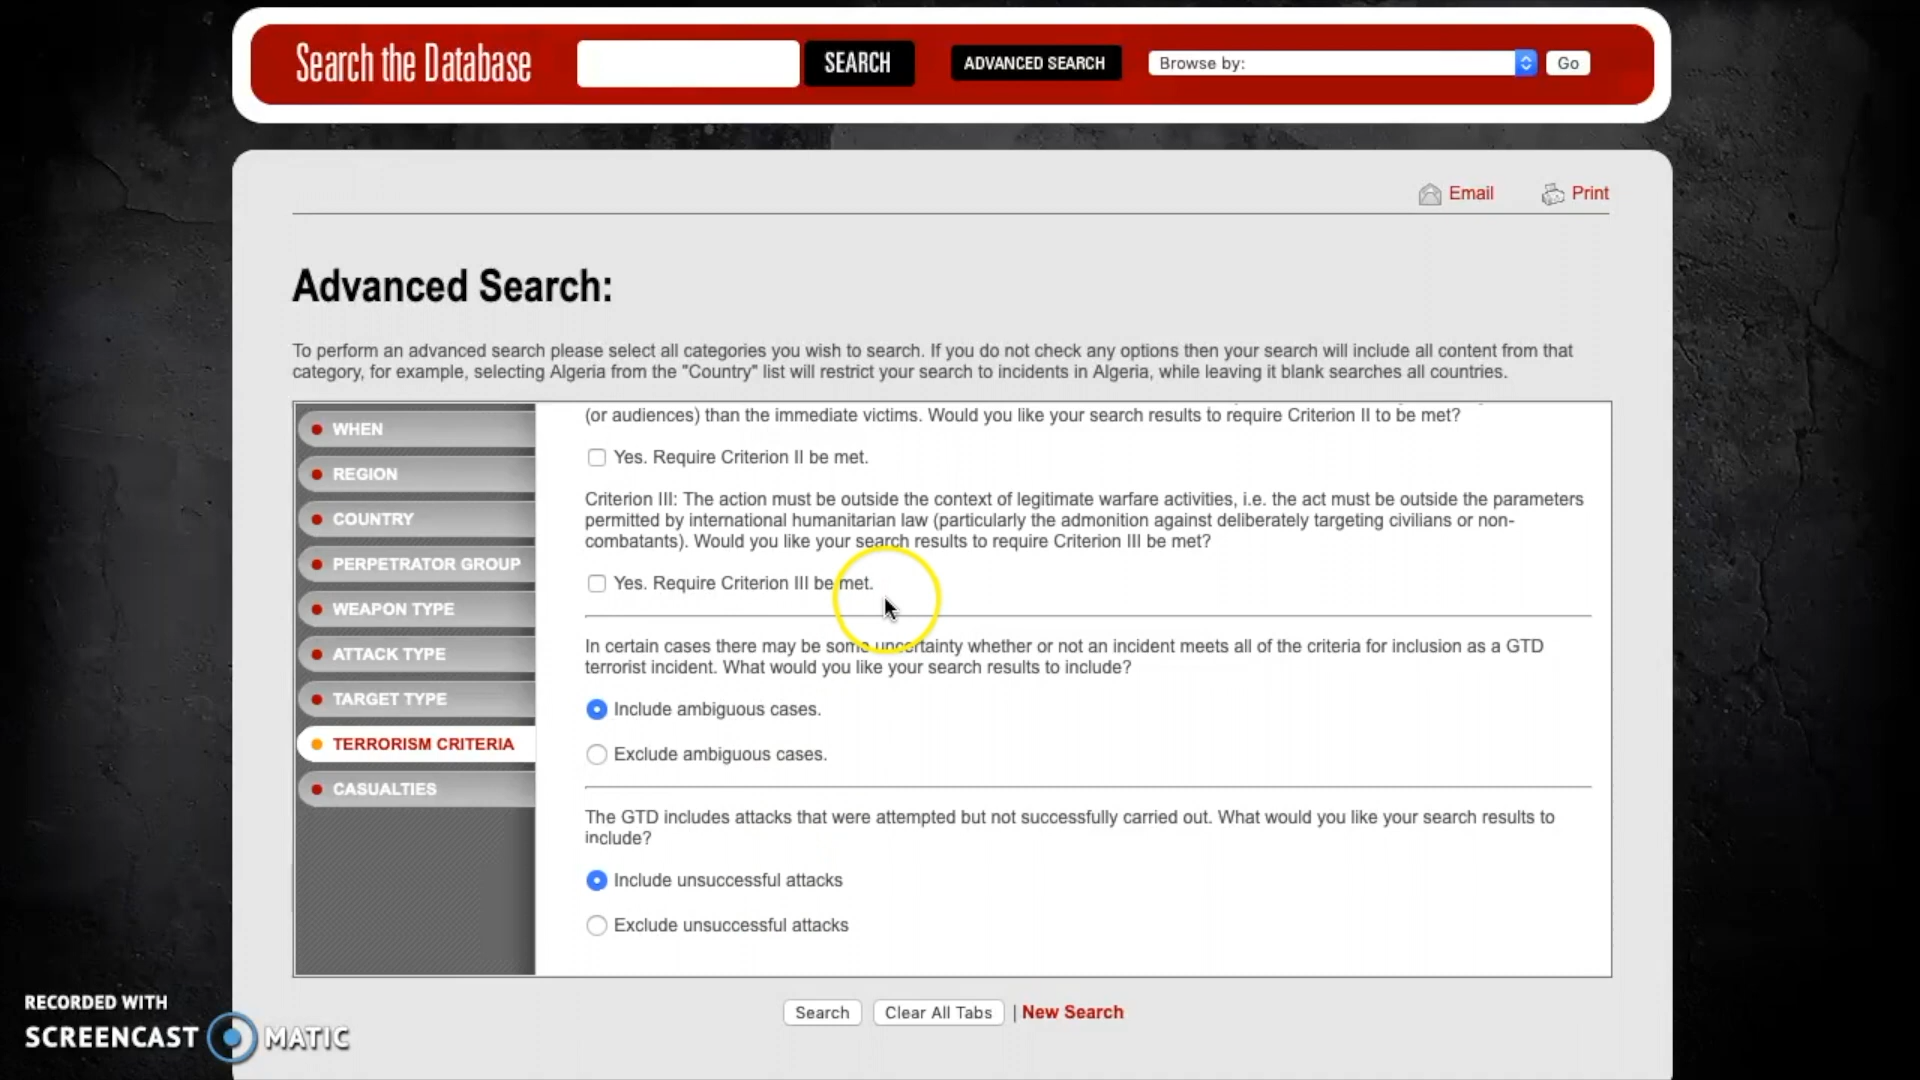 Search the Database SEARCH ADVANCED SEARCH Browse by: Go
Email Print
Advanced Search:
To perform an advanced search please select all categories you wish to search. If you do not check any options then your search will include all content from that
category, for example, selecting Algeria from the "Country" list will restrict your search to incidents in Algeria, while leaving it blank searches all countries.
WHEN
REGION
COUNTRY
PERPETRATOR GROUP
WEAPON TYPE
ATTACK TYPE
TARGET TYPE
TERRORISM CRITERIA
CASUALTIES
(or audiences) than the immediate victims. Would you like your search results to require Criterion II to be met?
Yes. Require Criterion II be met.
Criterion III: The action must be outside the context of legitimate warfare activities, i.e. the act must be outside the parameters
permitted by international humanitarian law (particularly the admonition against deliberately targeting civilians or non-
combatants). Would you like your search results to require Criterion III be met?
Yes. Require Criterion III be met.
In certain cases there may be some uncertainty whether or not an incident meets all of the criteria for inclusion as a GTD
terrorist incident. What would you like your search results to include?
Include ambiguous cases.
Exclude ambiguous cases.
The GTD includes attacks that were attempted but not successfully carried out. What would you like your search results to
include?
Include unsuccessful attacks
Exclude unsuccessful attacks
Search Clear All Tabs | New Search
RECORDED WITH
SCREENCAST MATIC